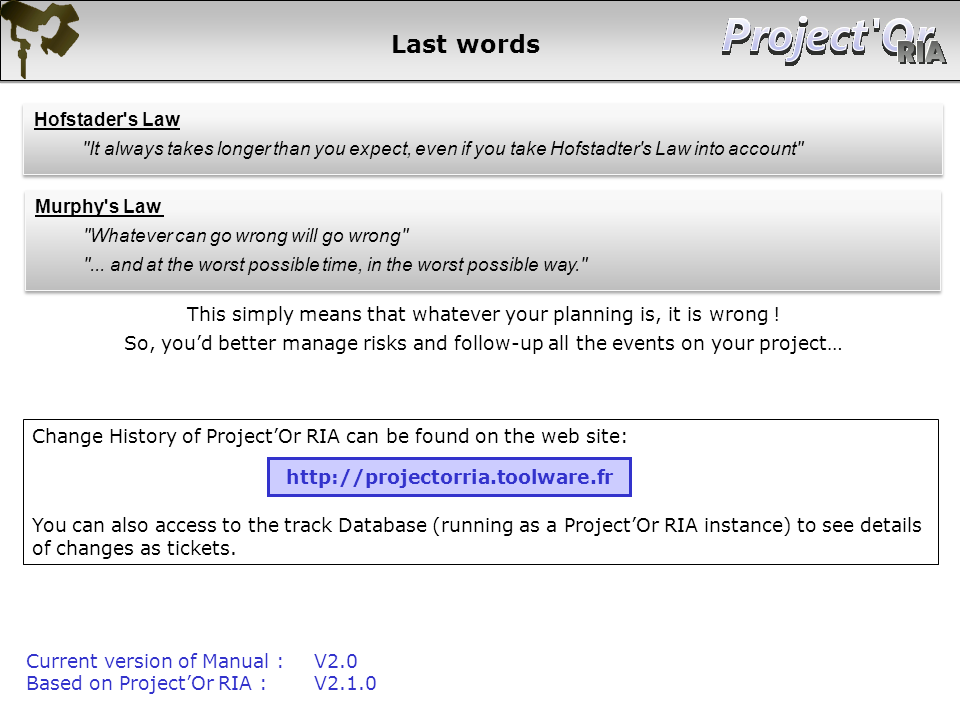 Last words
Project'Or
RIA
Hofstader's Law
"It always takes longer than you expect, even if you take Hofstadter's Law into account"
Murphy's Law
"Whatever can go wrong will go wrong"
"... and at the worst possible time, in the worst possible way."
This simply means that whatever your planning is, it is wrong !
So, you’d better manage risks and follow-up all the events on your project…
Change History of Project’Or RIA can be found on the web site:
http://projectorria.toolware.fr
You can also access to the track Database (running as a Project’Or RIA instance) to see details
of changes as tickets.
Current version of Manual : V2.0
Based on Project’Or RIA : V2.1.0